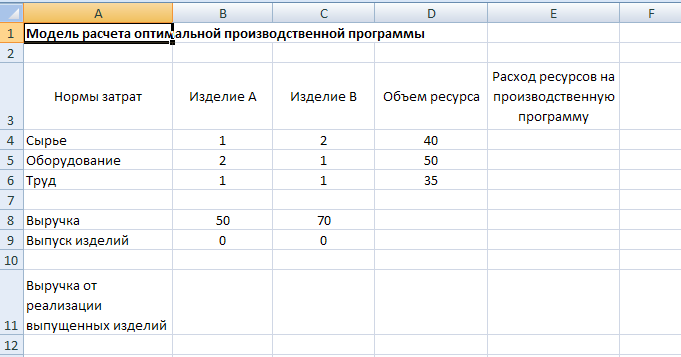 A B C D E F
1 Модель расчета оптимальной производственной программы
2
Расход ресурсов на
3 Нормы затрат Изделие А Изделие В Объем ресурса производственную
программу
4 Сырье 1 2 40
5 Оборудование 2 1 50
6 Труд 1 1 35
7
8 Выручка 50 70
9 Выпуск изделий 0 0
10
Выручка от
реализации
11 выпущенных изделий
12